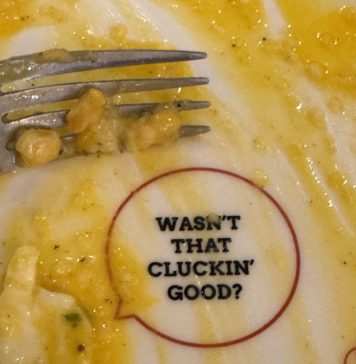 WASN'T
THAT
CLUCKIN'
GOOD?